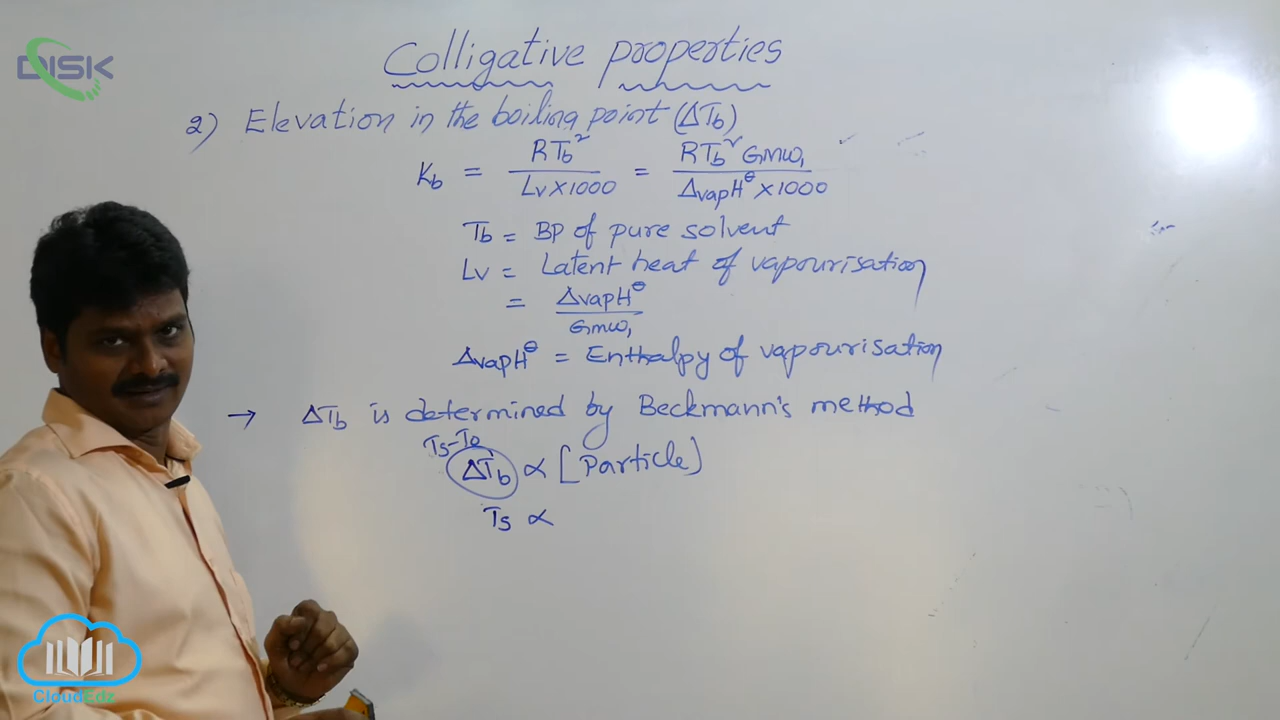 DISK
Colligative properties
2) Elevation in the boiling point (ΔTb)
Kb = RTb² / Lv×1000 = RTb² GMW₁ / ΔvapH⊖ ×1000
Tb = BP of pure solvent
Lv = Latent heat of vapourisation
= ΔvapH⊖ / GMW₁
ΔvapH⊖ = Enthalpy of vapourisation
→ ΔTb is determined by Beckmann's method
Ts-To
ΔTb ∝ [Particle]
Ts ∝
CloudEdz